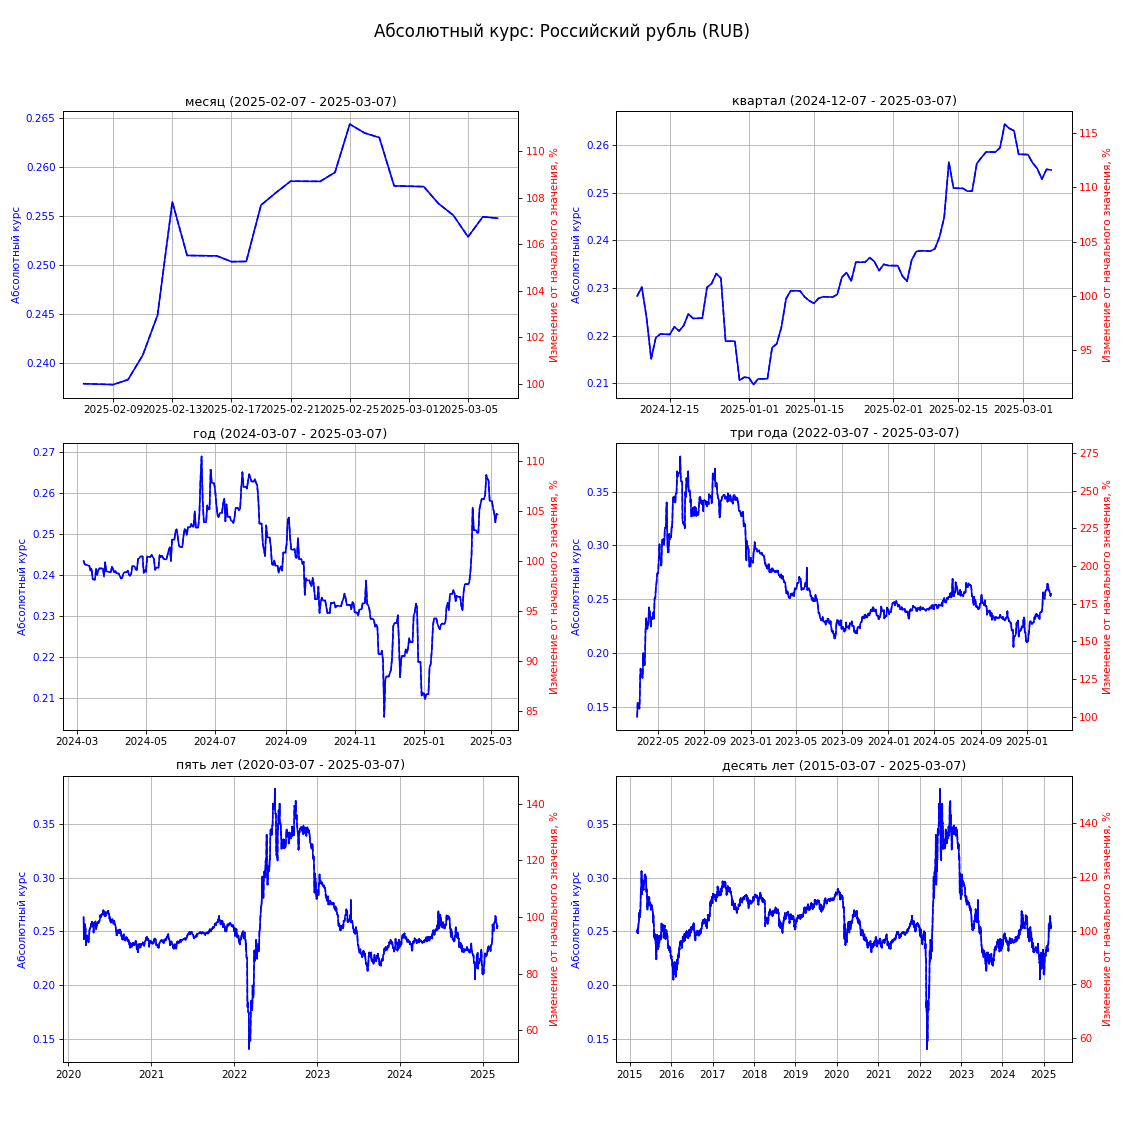 Абсолютный курс: Российский рубль (RUB)
месяц (2025-02-07 - 2025-03-07)
Абсолютный курс
0.265
0.260
0.255
0.250
0.245
0.240
110
108
106
104
102
100
Изменение от начального значения, %
2025-02-09 2025-02-13 2025-02-17 2025-02-21 2025-02-25 2025-03-01 2025-03-05
квартал (2024-12-07 - 2025-03-07)
Абсолютный курс
0.26
0.25
0.24
0.23
0.22
0.21
115
110
105
100
95
Изменение от начального значения, %
2024-12-15 2025-01-01 2025-01-15 2025-02-01 2025-02-15 2025-03-01
год (2024-03-07 - 2025-03-07)
Абсолютный курс
0.27
0.26
0.25
0.24
0.23
0.22
0.21
110
105
100
95
90
85
Изменение от начального значения, %
2024-03 2024-05 2024-07 2024-09 2024-11 2025-01 2025-03
три года (2022-03-07 - 2025-03-07)
Абсолютный курс
0.35
0.30
0.25
0.20
0.15
275
250
225
200
175
150
125
100
Изменение от начального значения, %
2022-05 2022-09 2023-01 2023-05 2023-09 2024-01 2024-05 2024-09 2025-01
пять лет (2020-03-07 - 2025-03-07)
Абсолютный курс
0.35
0.30
0.25
0.20
0.15
140
120
100
80
60
Изменение от начального значения, %
2020 2021 2022 2023 2024 2025
десять лет (2015-03-07 - 2025-03-07)
Абсолютный курс
0.35
0.30
0.25
0.20
0.15
140
120
100
80
60
Изменение от начального значения, %
2015 2016 2017 2018 2019 2020 2021 2022 2023 2024 2025